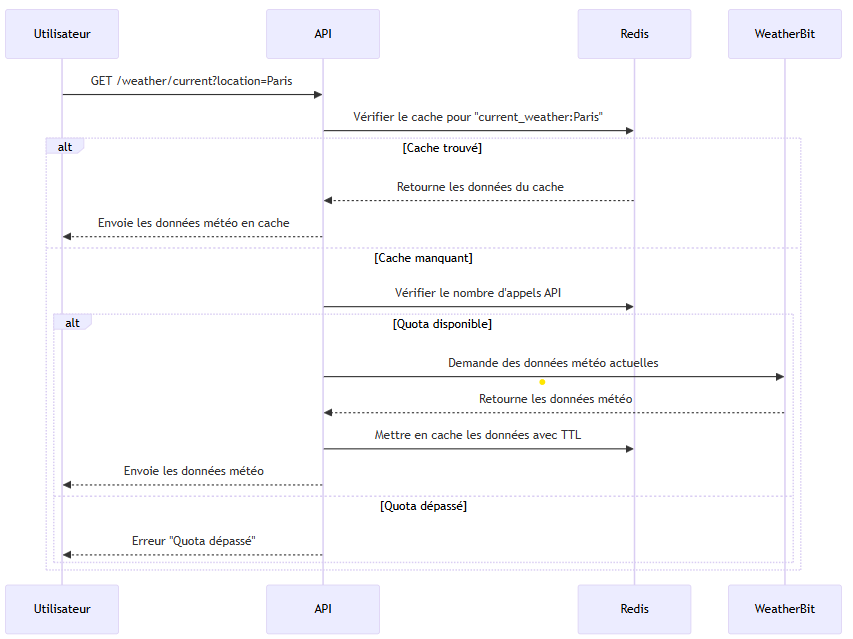 Utilisateur
API
Redis
WeatherBit
GET /weather/current?location=Paris
Vérifier le cache pour "current_weather:Paris"
alt
[Cache trouvé]
Retourne les données du cache
Envoie les données météo en cache
[Cache manquant]
Vérifier le nombre d'appels API
alt
[Quota disponible]
Demande des données météo actuelles
Retourne les données météo
Mettre en cache les données avec TTL
Envoie les données météo
[Quota dépassé]
Erreur "Quota dépassé"
Utilisateur
API
Redis
WeatherBit